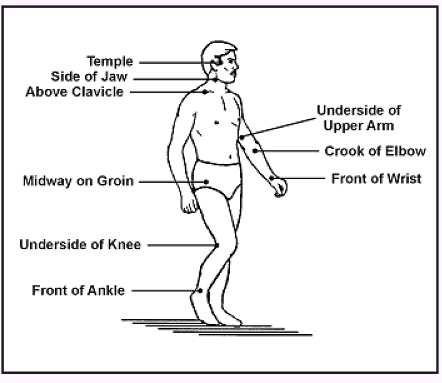 Temple
Side of Jaw
Above Clavicle
Underside of
Upper Arm
Crook of Elbow
Midway on Groin
Front of Wrist
Underside of Knee
Front of Ankle